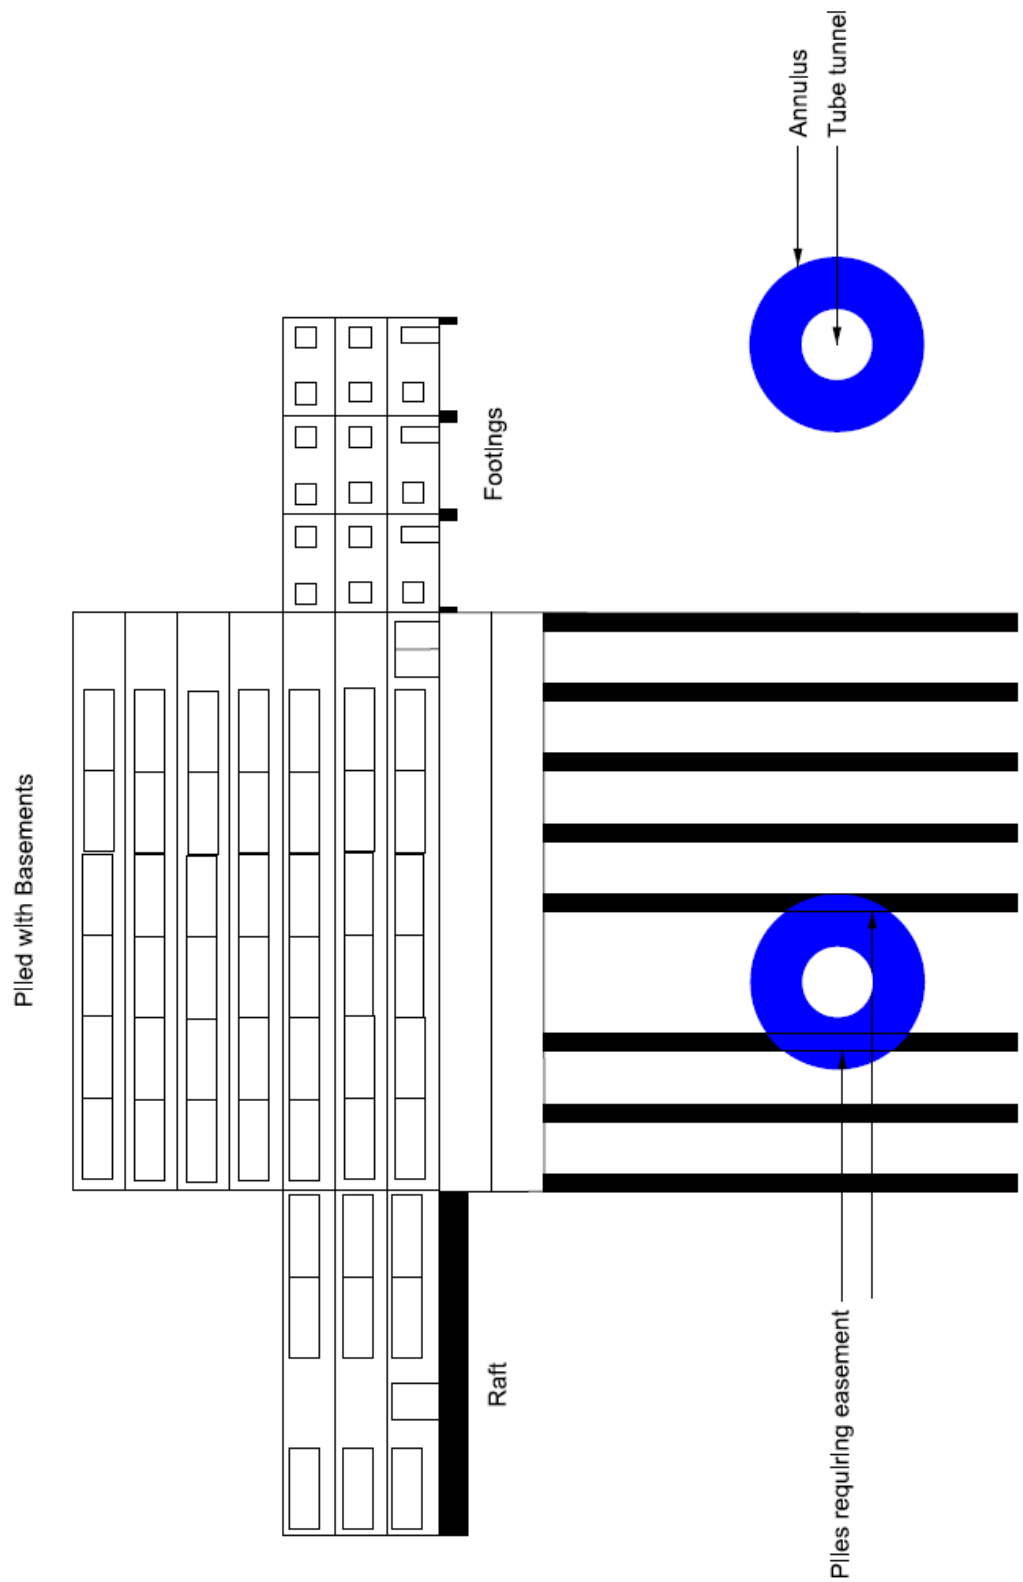 Piled with Basements
Footings
Raft
Annulus
Tube tunnel
Piles requiring easement